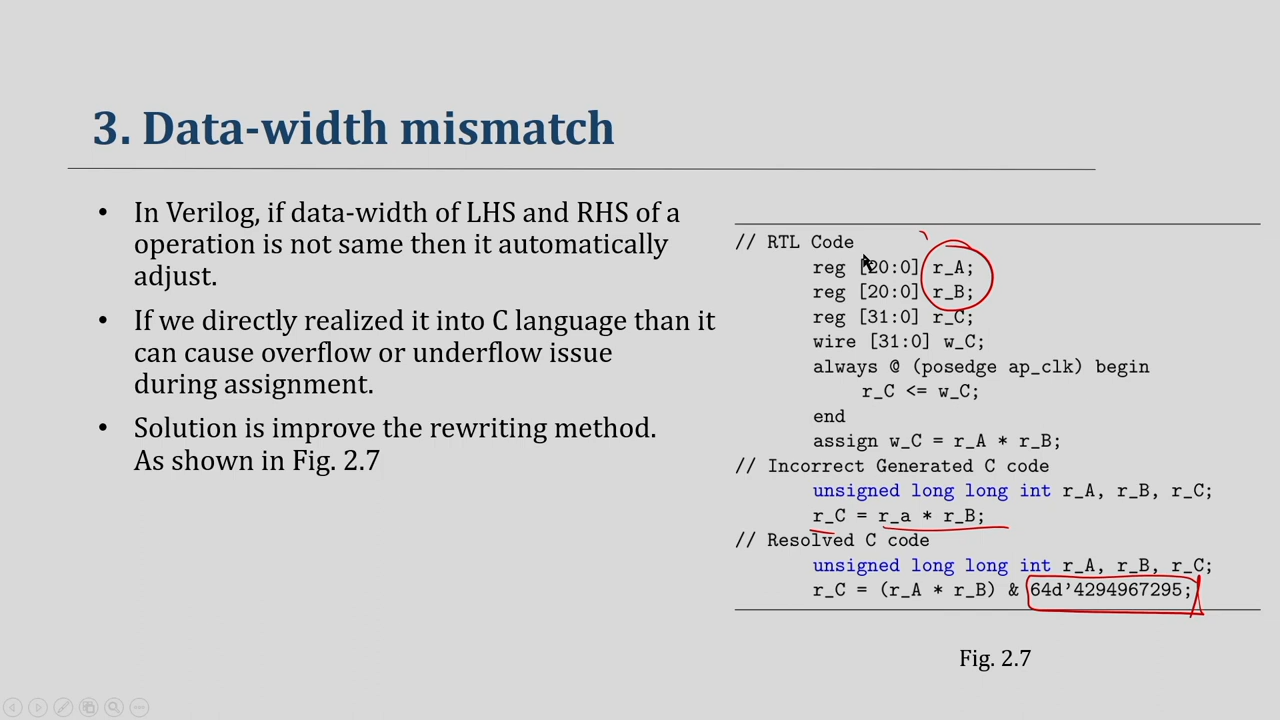 3. Data-width mismatch
• In Verilog, if data-width of LHS and RHS of a
operation is not same then it automatically
adjust.
• If we directly realized it into C language than it
can cause overflow or underflow issue
during assignment.
• Solution is improve the rewriting method.
As shown in Fig. 2.7
// RTL Code
reg [20:0] r_A;
reg [20:0] r_B;
reg [31:0] r_C;
wire [31:0] w_C;
always @ (posedge ap_clk) begin
r_C <= w_C;
end
assign w_C = r_A * r_B;
// Incorrect Generated C code
unsigned long long int r_A, r_B, r_C;
r_C = r_a * r_B;
// Resolved C code
unsigned long long int r_A, r_B, r_C;
r_C = (r_A * r_B) & 64d’4294967295;
Fig. 2.7